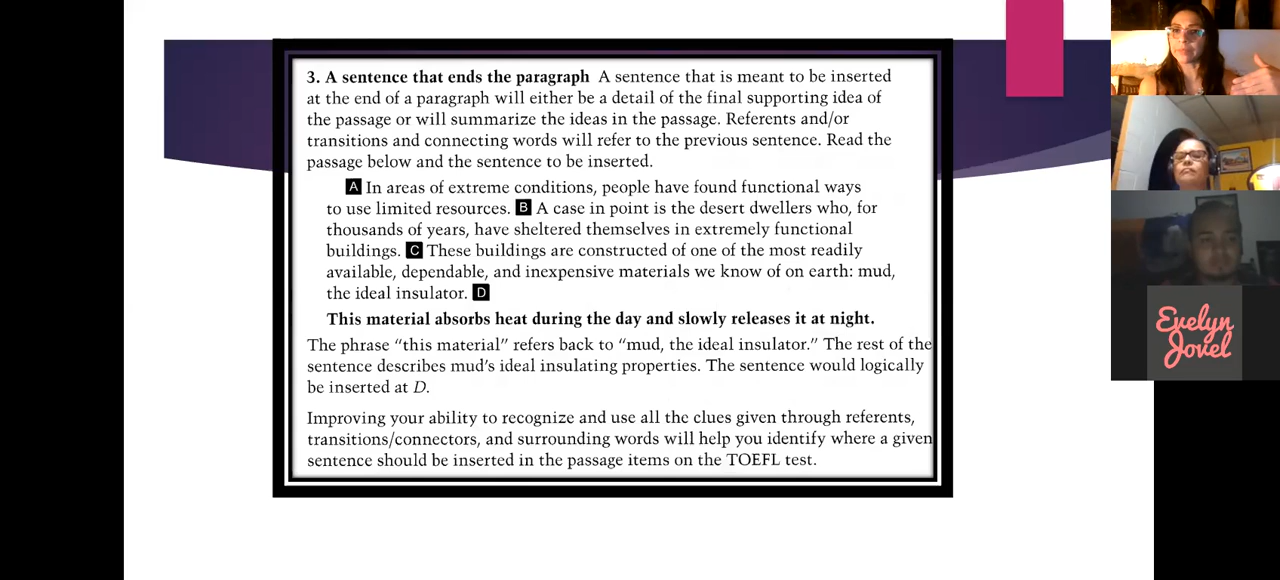 3. A sentence that ends the paragraph A sentence that is meant to be inserted
at the end of a paragraph will either be a detail of the final supporting idea of
the passage or will summarize the ideas in the passage. Referents and/or
transitions and connecting words will refer to the previous sentence. Read the
passage below and the sentence to be inserted.
A In areas of extreme conditions, people have found functional ways
to use limited resources. B A case in point is the desert dwellers who, for
thousands of years, have sheltered themselves in extremely functional
buildings. C These buildings are constructed of one of the most readily
available, dependable, and inexpensive materials we know of on earth: mud,
the ideal insulator. D
This material absorbs heat during the day and slowly releases it at night.
The phrase “this material” refers back to “mud, the ideal insulator.” The rest of the
sentence describes mud’s ideal insulating properties. The sentence would logically
be inserted at D.
Improving your ability to recognize and use all the clues given through referents,
transitions/connectors, and surrounding words will help you identify where a given
sentence should be inserted in the passage items on the TOEFL test.
Evelyn
Jovel